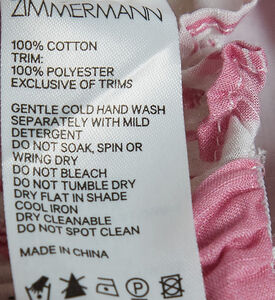 ZIMMERMANN
100% COTTON
TRIM:
100% POLYESTER
EXCLUSIVE OF TRIMS
GENTLE COLD HAND WASH
SEPARATELY WITH MILD
DETERGENT
DO NOT SOAK, SPIN OR
WRING DRY
DO NOT BLEACH
DO NOT TUMBLE DRY
DRY FLAT IN SHADE
COOL IRON
DRY CLEANABLE
DO NOT SPOT CLEAN
MADE IN CHINA